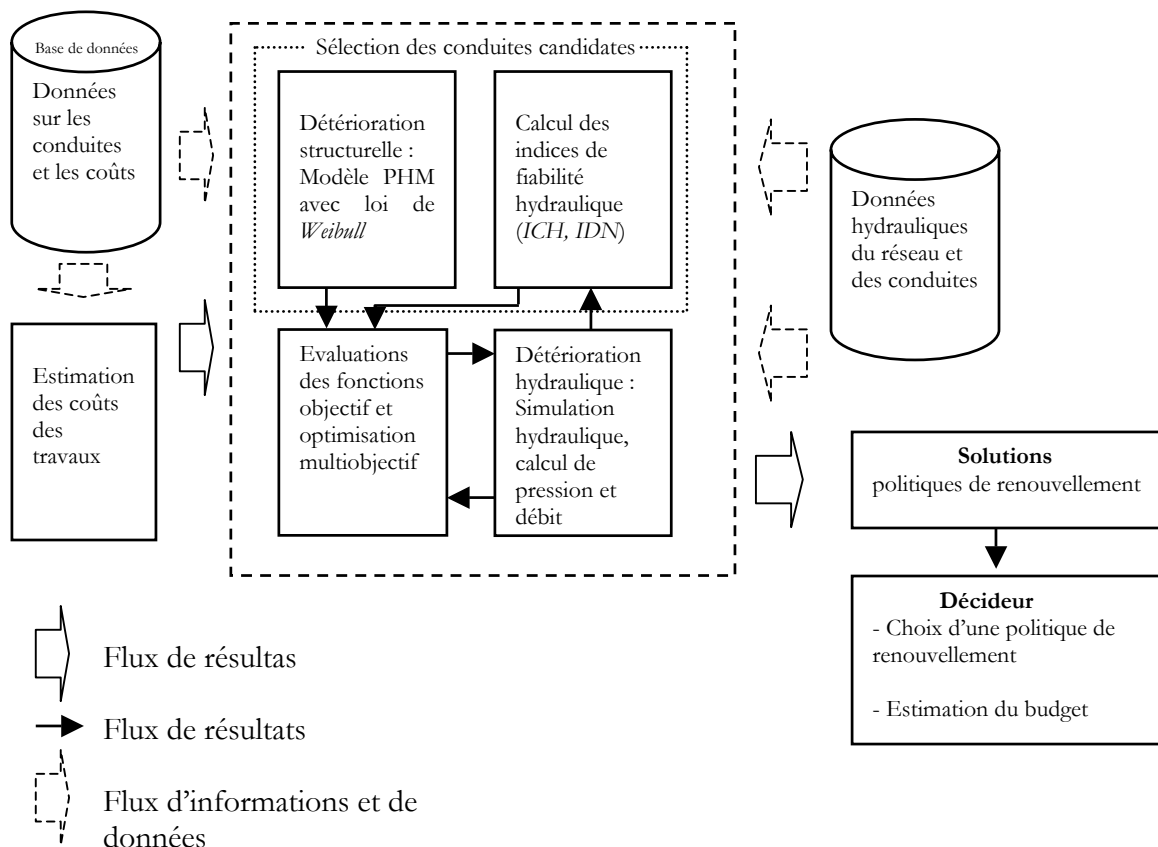 Sélection des conduites candidates
Base de données
Données
sur les
conduites
et les coûts
Détérioration
structurelle :
Modèle PHM
avec loi de
Weibull
Calcul des
indices de
fiabilité
hydraulique
(ICH, IDN)
Données
hydrauliques
du réseau et
des conduites
Estimation
des coûts
des
travaux
Evaluations
des fonctions
objectif et
optimisation
multiobjectif
Détérioration
hydraulique :
Simulation
hydraulique,
calcul de
pression et
débit
Solutions
politiques de renouvellement
Décideur
- Choix d’une politique de
renouvellement
- Estimation du budget
Flux de résultas
Flux de résultats
Flux d’informations et de
données